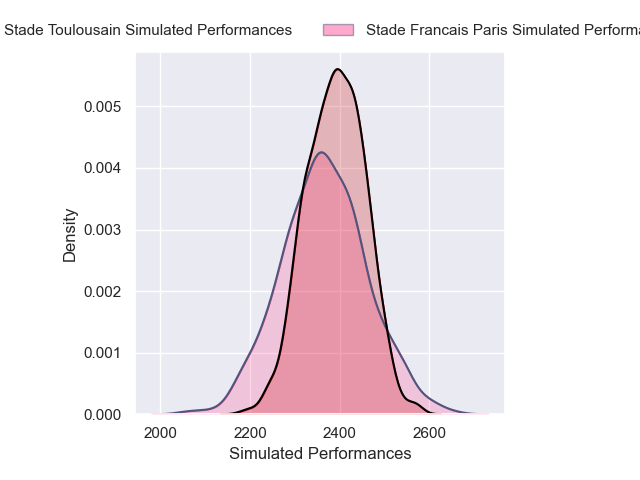 Stade Toulousain Simulated Performances Stade Francais Paris Simulated
0.005
0.004
0.003
0.002
0.001
0.000
Density
2000 2200 2400 2600
Simulated Performances